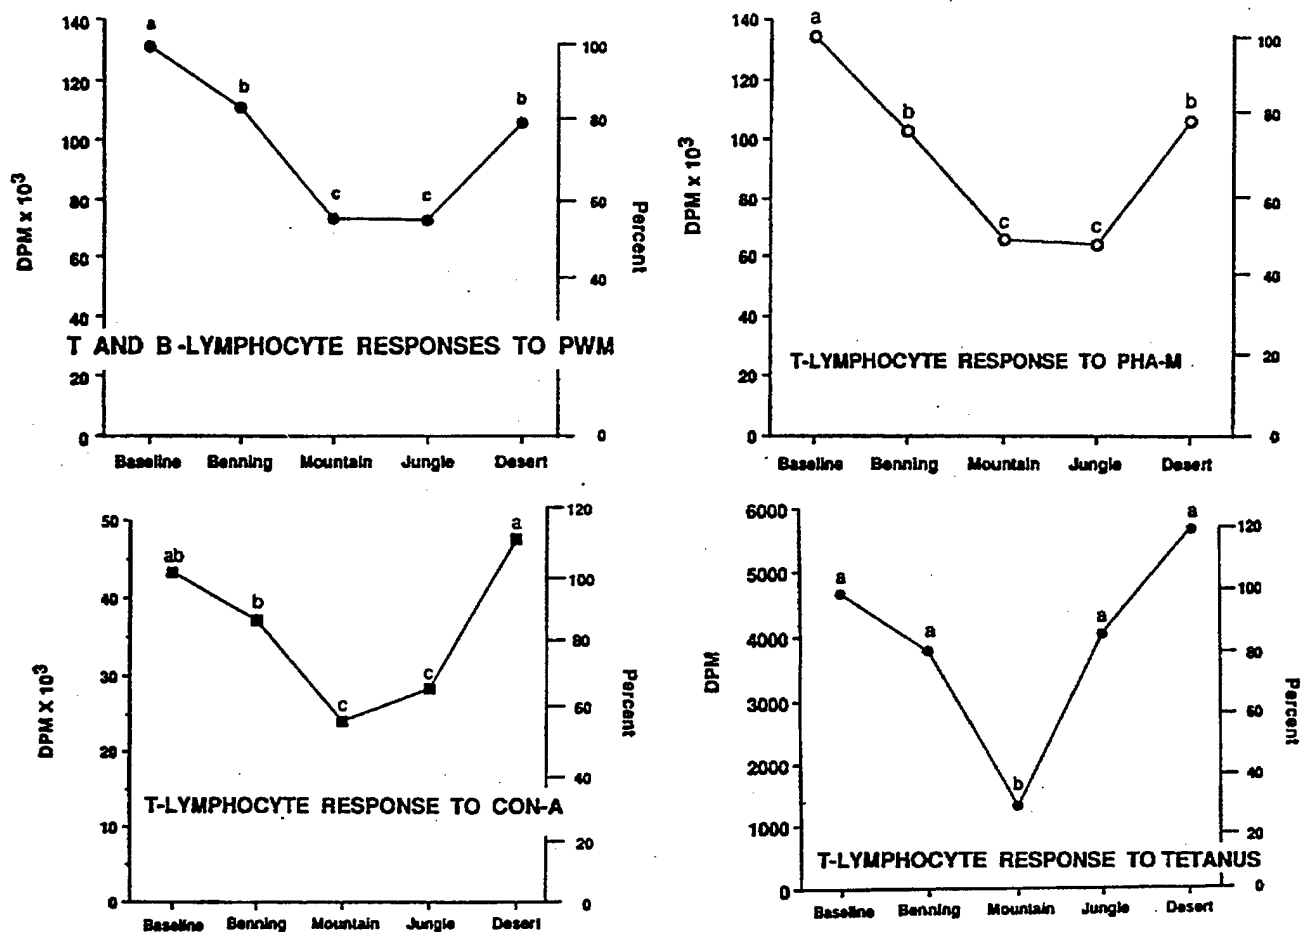 140
120
100
80
60
40
20
0
DPM x 10³
a
b
c
c
b
100
80
60
40
0
Percent
T AND B-LYMPHOCYTE RESPONSES TO PWM
Baseline Benning Mountain Jungle Desert
140
120
100
80
60
40
20
0
DPM x 10³
a
b
c
c
b
100
80
60
40
20
0
T-LYMPHOCYTE RESPONSE TO PHA-M
Baseline Benning Mountain Jungle Desert
50
40
30
20
10
0
DPM X 10³
ab
b
c
c
a
120
100
80
60
40
20
0
Percent
T-LYMPHOCYTE RESPONSE TO CON-A
Baseline Benning Mountain Jungle Desert
6000
5000
4000
3000
2000
1000
0
DPM
a
a
b
a
a
120
100
80
60
40
20
0
Percent
T-LYMPHOCYTE RESPONSE TO TETANUS
Baseline Benning Mountain Jungle Desert